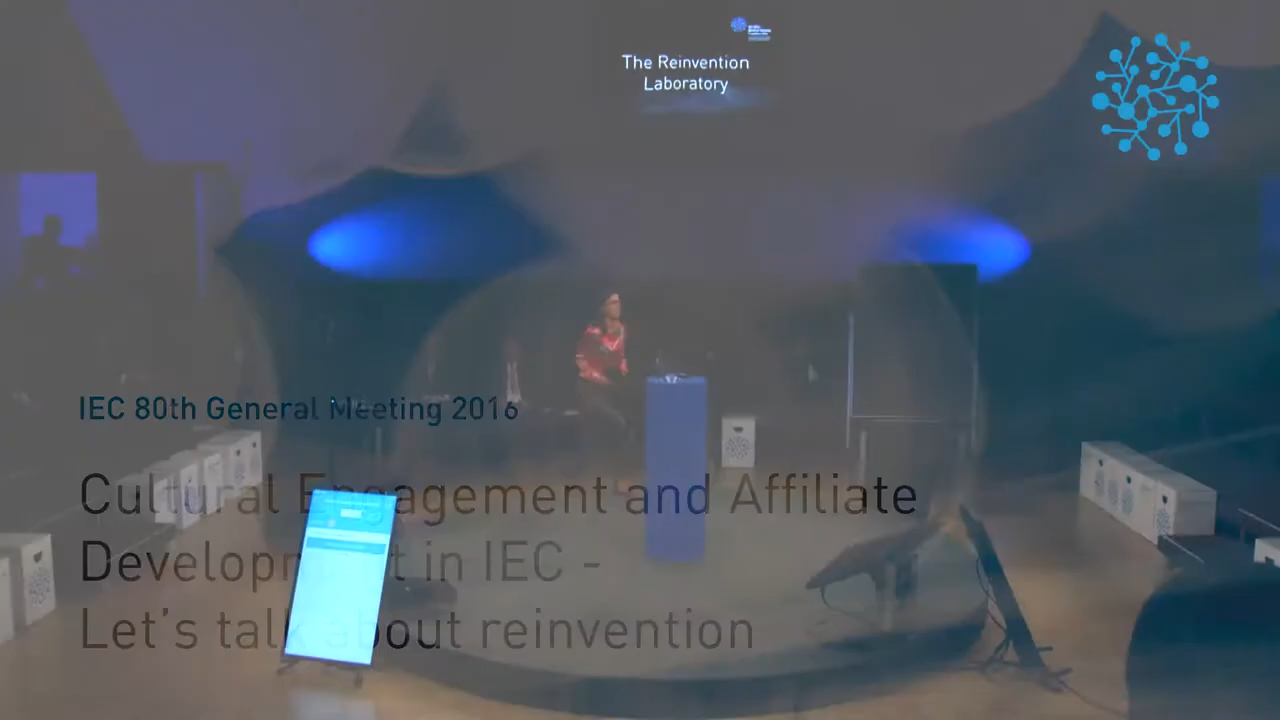 The Reinvention
Laboratory
IEC 80th General Meeting 2016
Cultural Engagement and Affiliate
Development in IEC -
Let's talk about reinvention